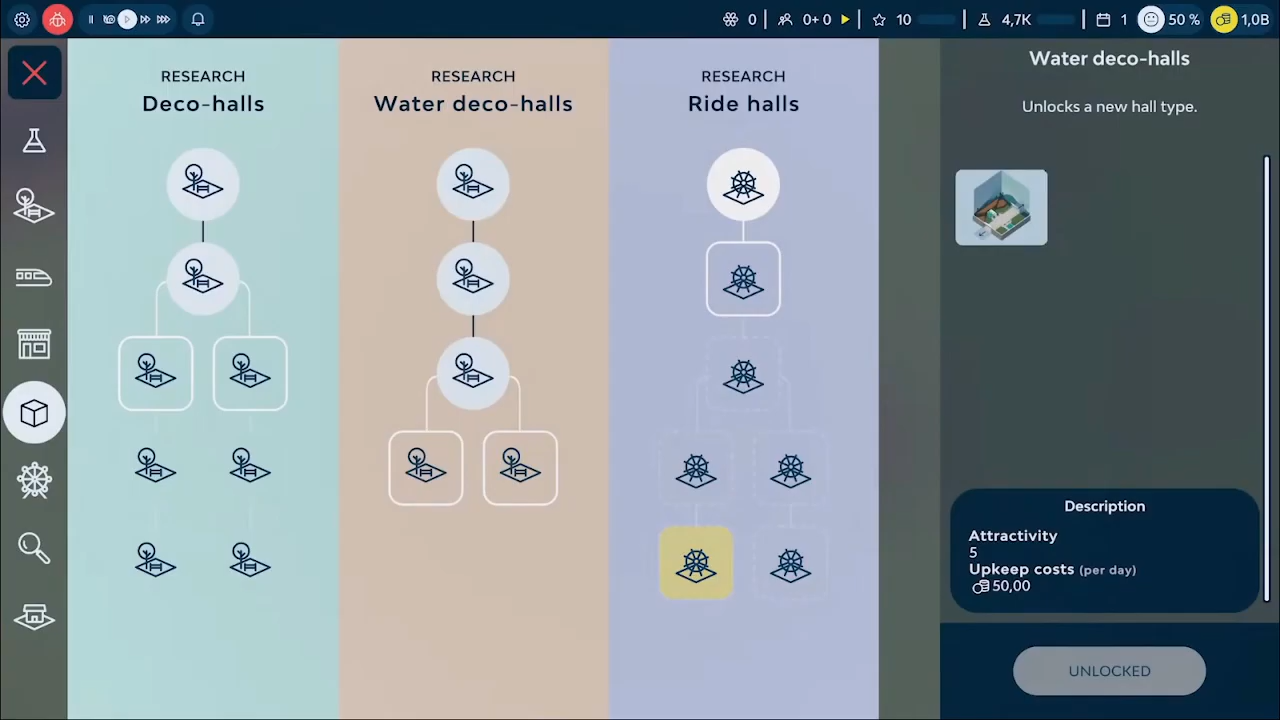 0
0+ 0
10
4,7K
1
50 %
1,0B
RESEARCH
Deco-halls
RESEARCH
Water deco-halls
RESEARCH
Ride halls
Water deco-halls
Unlocks a new hall type.
Description
Attractivity
5
Upkeep costs (per day)
50,00
UNLOCKED